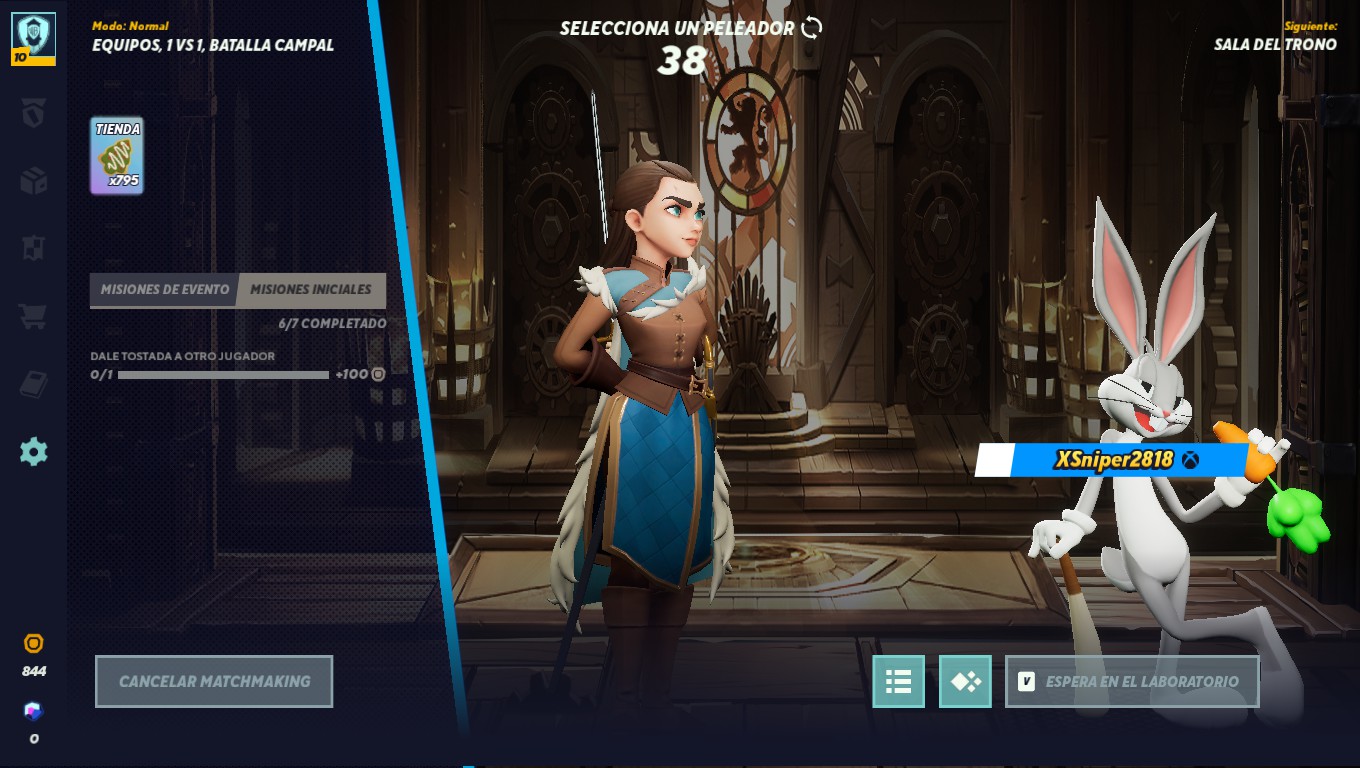 10
Modo: Normal
EQUIPOS, 1 VS 1, BATALLA CAMPAL
SELECCIONA UN PELEADOR
38
Siguiente:
SALA DEL TRONO
TIENDA
x795
MISIONES DE EVENTO
MISIONES INICIALES
6/7 COMPLETADO
DALE TOSTADA A OTRO JUGADOR
0/1
+100
XSniper2818
844
0
CANCELAR MATCHMAKING
V
ESPERA EN EL LABORATORIO